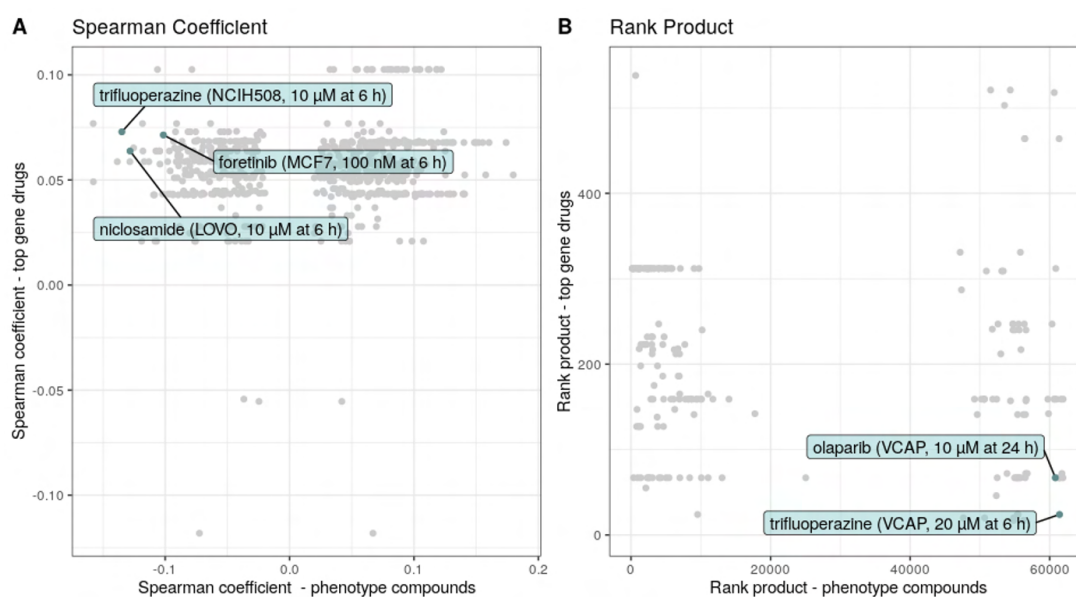 A Spearman Coefficient
Spearman coefficient - top gene drugs
0.10
0.05
0.00
-0.05
-0.10
trifluoperazine (NCIH508, 10 µM at 6 h)
foretinib (MCF7, 100 nM at 6 h)
niclosamide (LOVO, 10 µM at 6 h)
-0.1 0.0 0.1 0.2
Spearman coefficient - phenotype compounds
B Rank Product
Rank product - top gene drugs
400
200
0
olaparib (VCAP, 10 µM at 24 h)
trifluoperazine (VCAP, 20 µM at 6 h)
0 20000 40000 60000
Rank product - phenotype compounds